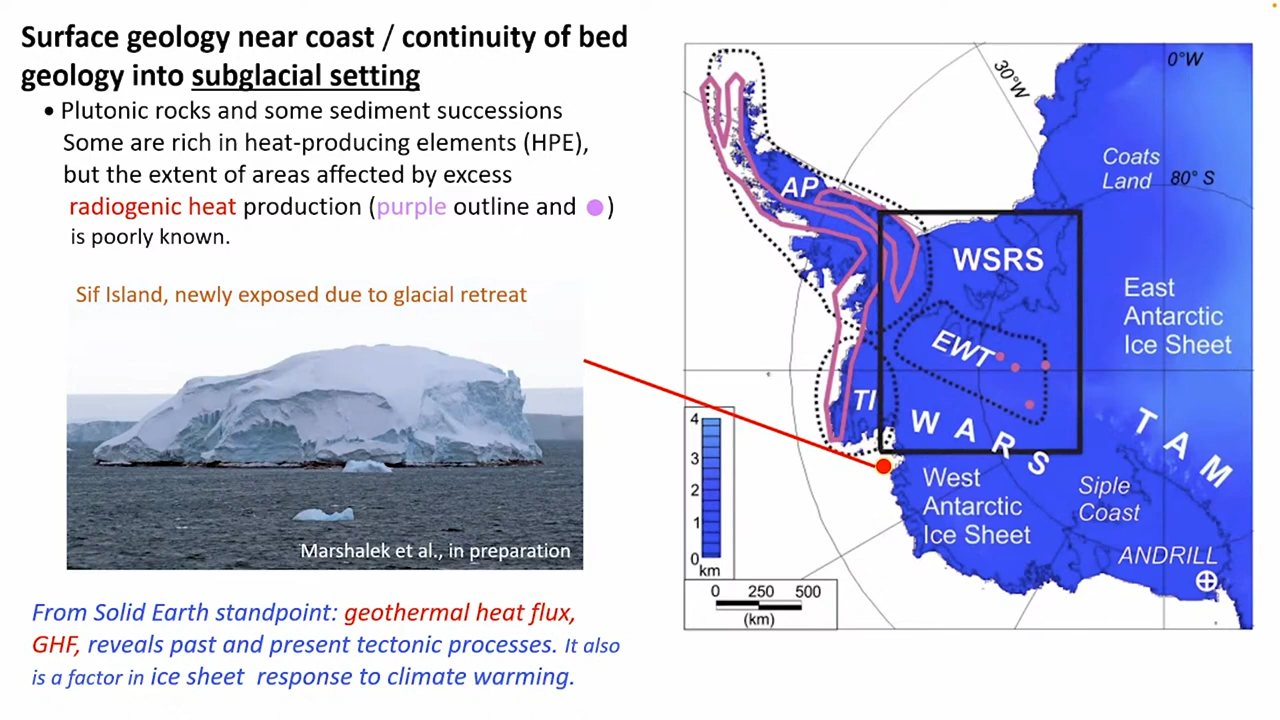 Surface geology near coast / continuity of bed
geology into subglacial setting
• Plutonic rocks and some sediment successions
Some are rich in heat-producing elements (HPE),
but the extent of areas affected by excess
radiogenic heat production (purple outline and ●)
is poorly known.
Sif Island, newly exposed due to glacial retreat
Marshalek et al., in preparation
From Solid Earth standpoint: geothermal heat flux,
GHF, reveals past and present tectonic processes. It also
is a factor in ice sheet response to climate warming.
0°W
30°W
Coats
Land
80° S
AP
WSRS
East
Antarctic
Ice Sheet
EWT
TI
WARS
TAM
West
Antarctic
Ice Sheet
Siple
Coast
ANDRILL
4
3
2
1
0
km
0 250 500
(km)